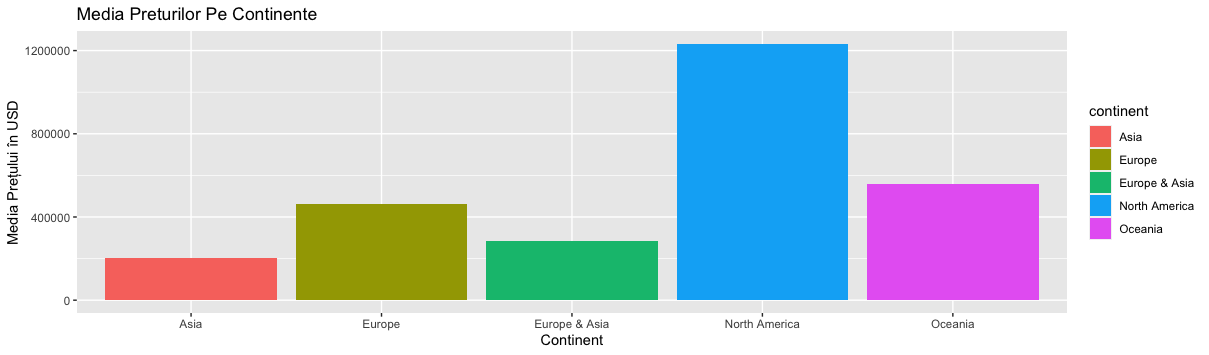 Media Preturilor Pe Continente
Media Prețului în USD
1200000
800000
400000
0
Asia
Europe
Europe & Asia
North America
Oceania
Continent
continent
Asia
Europe
Europe & Asia
North America
Oceania